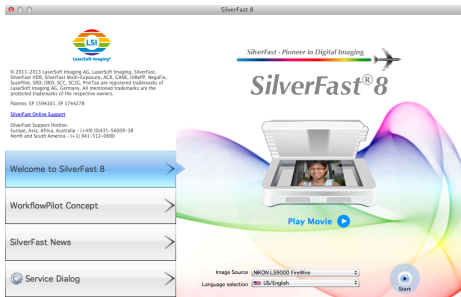 SilverFast 8
LSI
LaserSoft Imaging®
© 2011-2013 LaserSoft Imaging AG, LaserSoft Imaging, SilverFast,
SilverFast HDR, SilverFast Multi-Exposure, ACR, GANE, HiRePP, NegaFix,
ScanPilot, SRD, iSRD, SCC, SC2G, PrinTao are registered trademarks of
LaserSoft Imaging AG, Germany. All mentioned trademarks are the
protected trademarks of the respective owners.
Patents: EP 1594301, EP 1744278
SilverFast Online Support
SilverFast Support Hotline:
Europe, Asia, Africa, Australia - (++49) (0)431-56009-38
North and South America - (+1) 941-312-0690
Welcome to SilverFast 8
WorkflowPilot Concept
SilverFast News
Service Dialog
SilverFast - Pioneer in Digital Imaging
SilverFast®8
Play Movie
Image Source NIKON LS9000 FireWire
Language selection US/English
Start